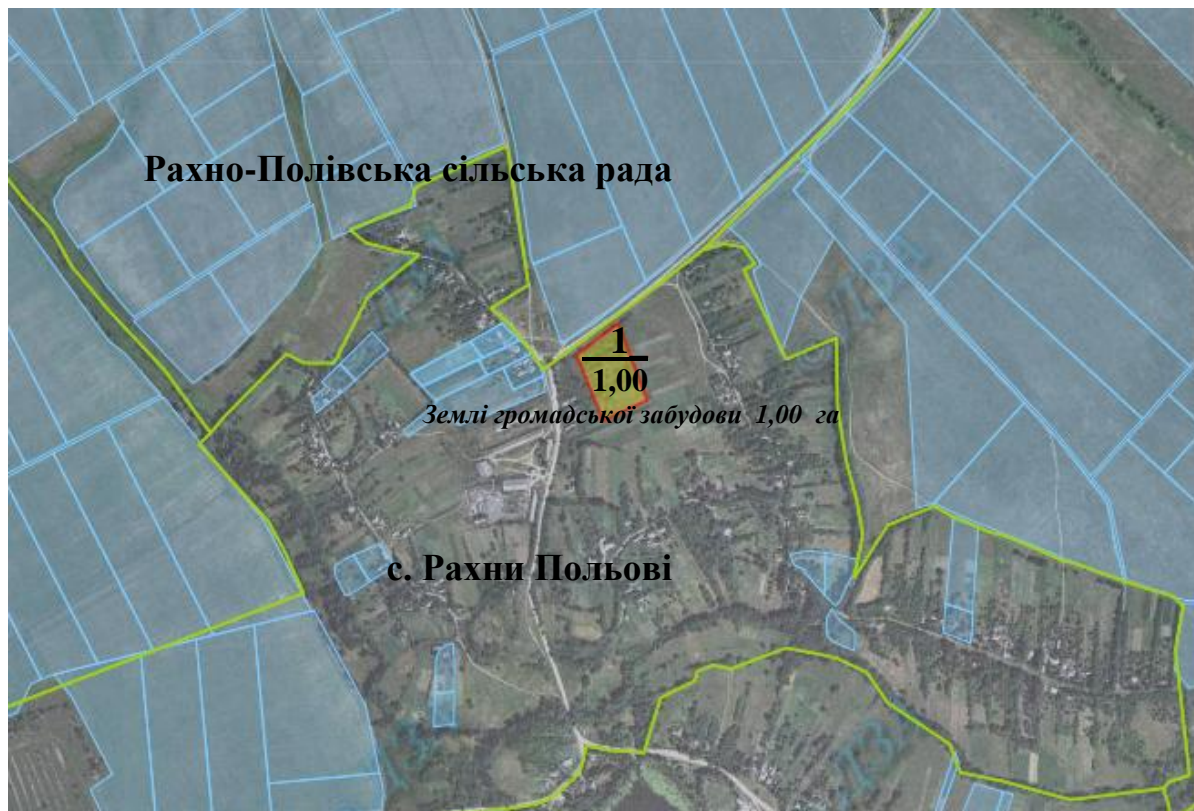 Рахно-Полівська сільська рада
1
1,00
Землі громадської забудови 1,00 га
с. Рахни Польові